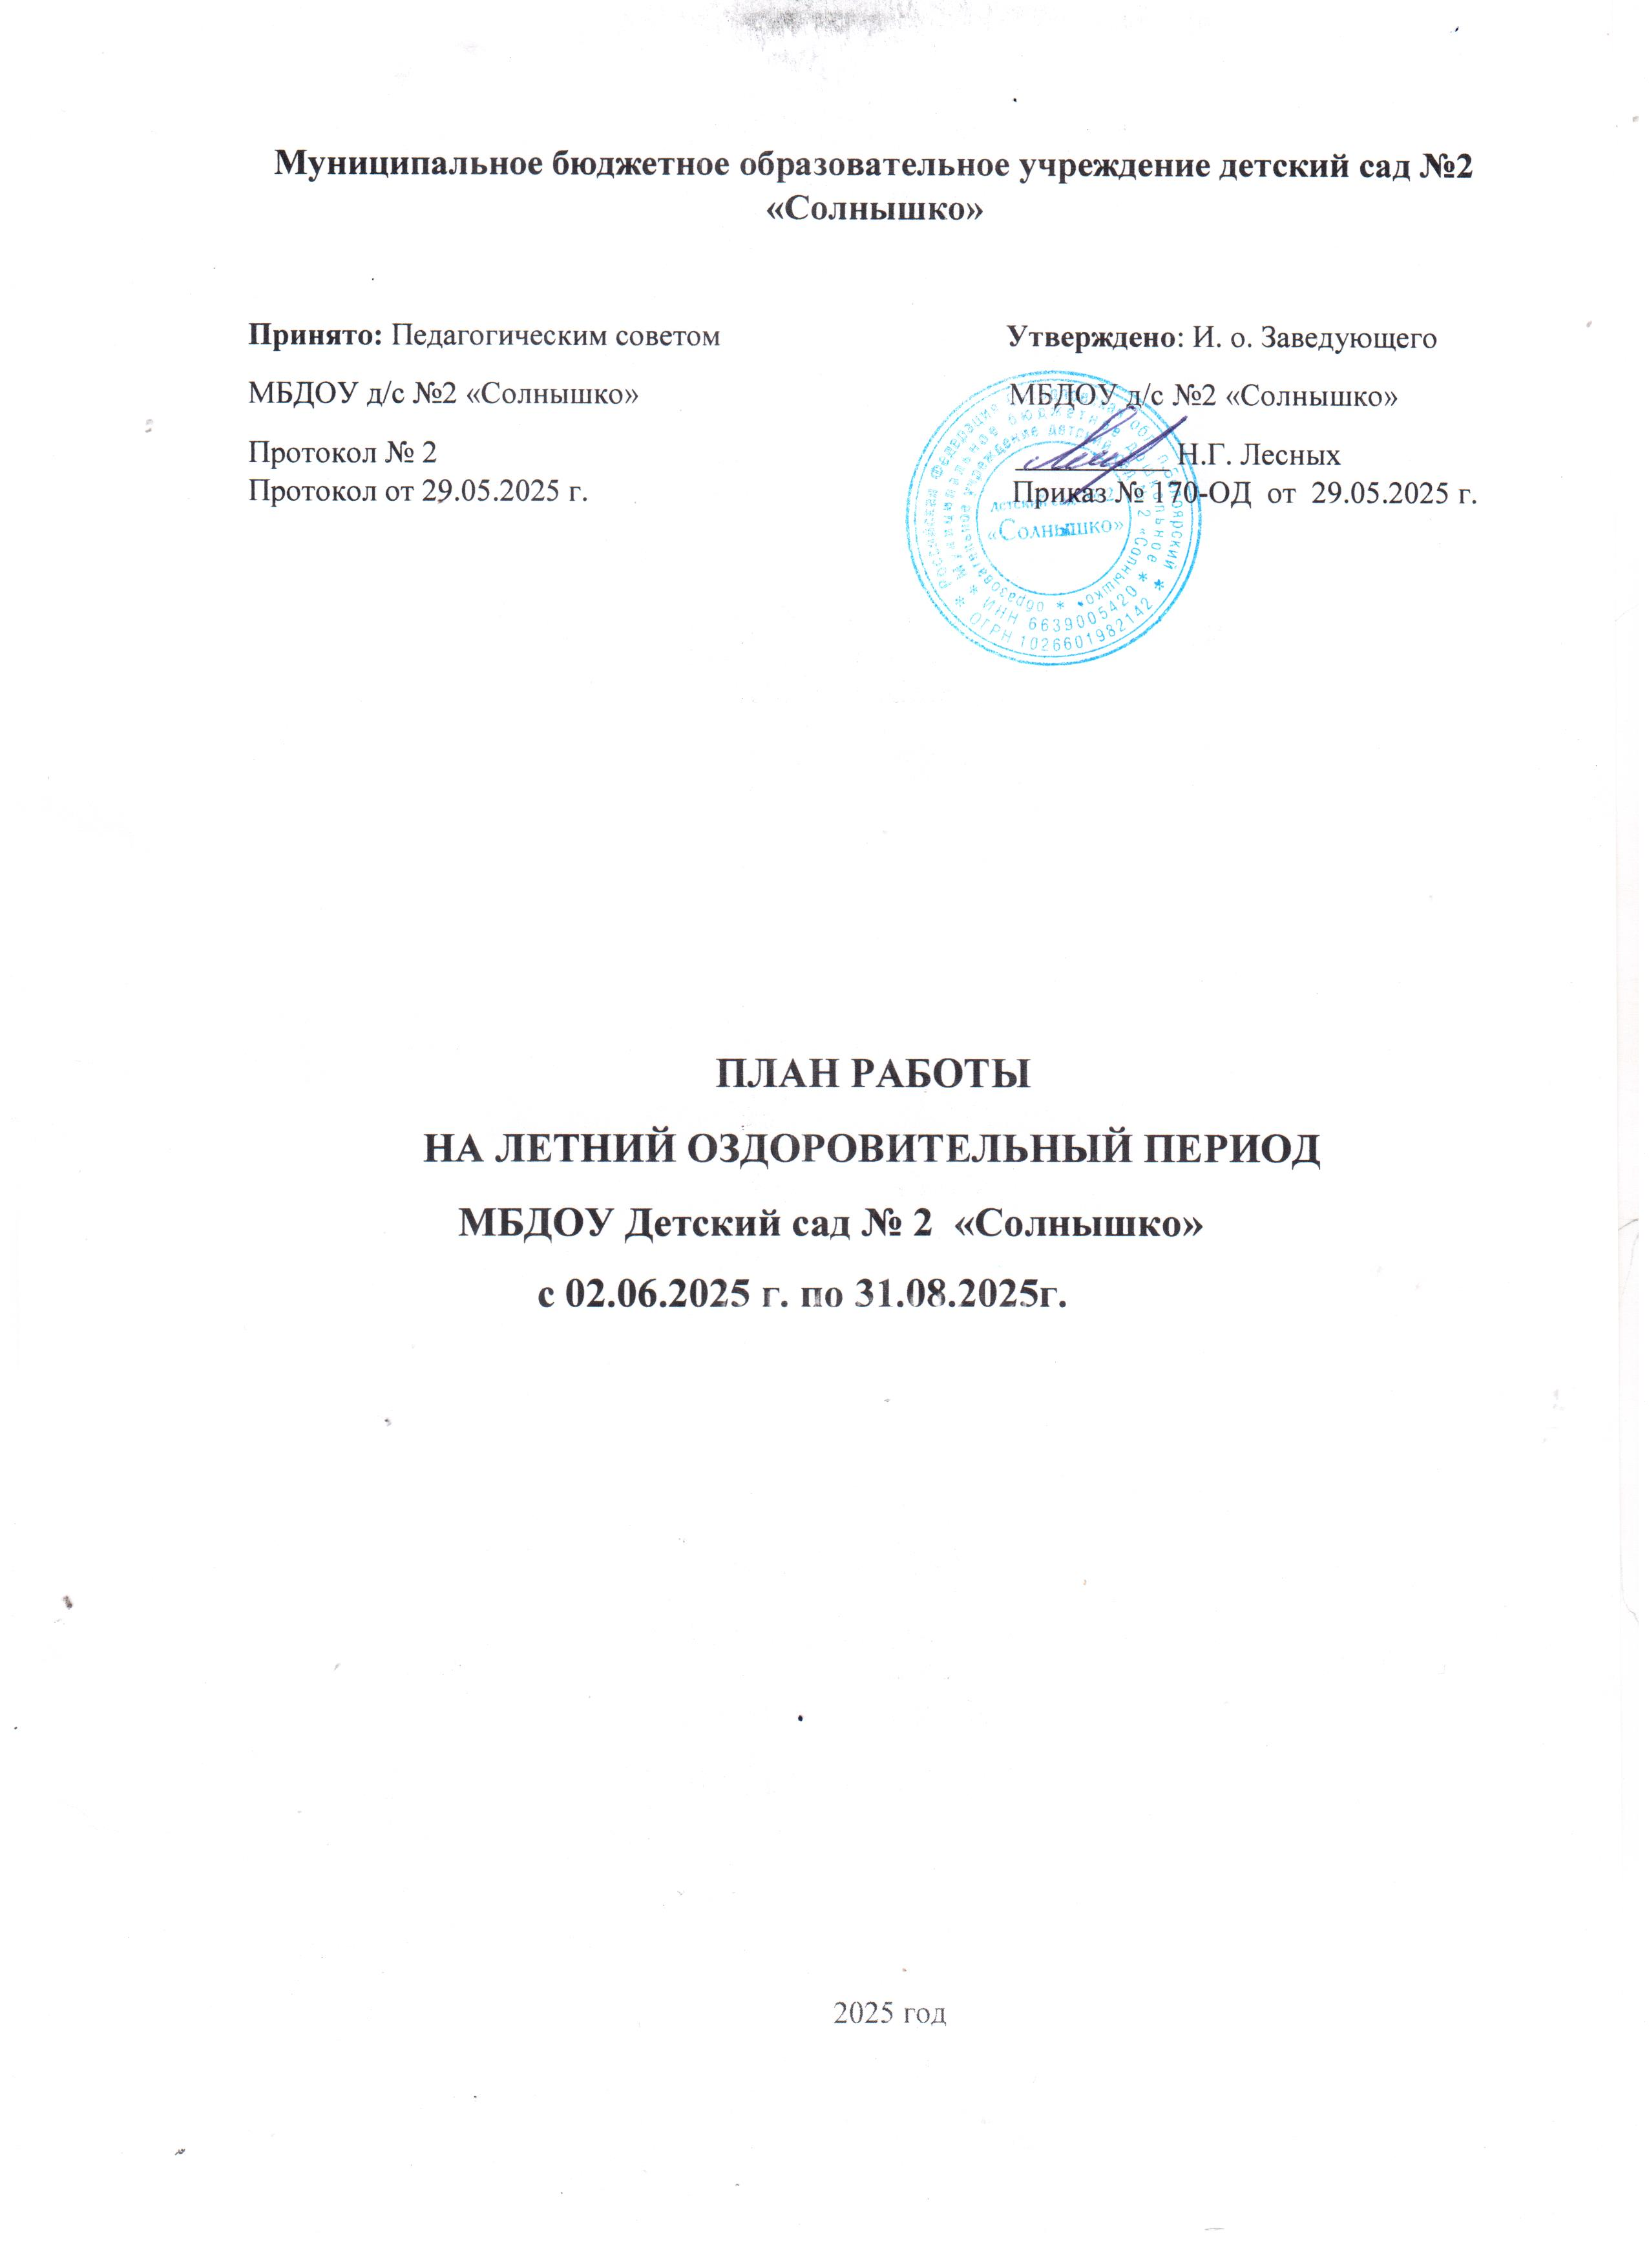 Муниципальное бюджетное образовательное учреждение детский сад №2
«Солнышко»
Принято: Педагогическим советом
МБДОУ д/с №2 «Солнышко»
Протокол № 2
Протокол от 29.05.2025 г.
Утверждено: И. о. Заведующего
МБДОУ д/с №2 «Солнышко»
Н.Г. Лесных
Приказ № 170-ОД от 29.05.2025 г.
«Солнышко»
ИНН 6639005420
ОГРН 1026601982142
ПЛАН РАБОТЫ
НА ЛЕТНИЙ ОЗДОРОВИТЕЛЬНЫЙ ПЕРИОД
МБДОУ Детский сад № 2 «Солнышко»
с 02.06.2025 г. по 31.08.2025г.
2025 год